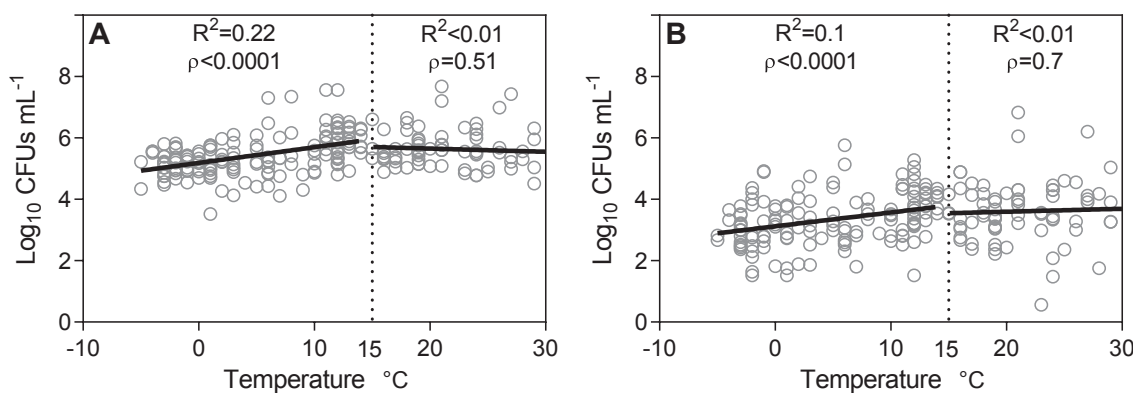 A
R²=0.22
ρ<0.0001
R²<0.01
ρ=0.51
Log₁₀ CFUs mL⁻¹
8
6
4
2
0
-10 0 10 15 20 30
Temperature °C
B
R²=0.1
ρ<0.0001
R²<0.01
ρ=0.7
Log₁₀ CFUs mL⁻¹
8
6
4
2
0
-10 0 10 15 20 30
Temperature °C